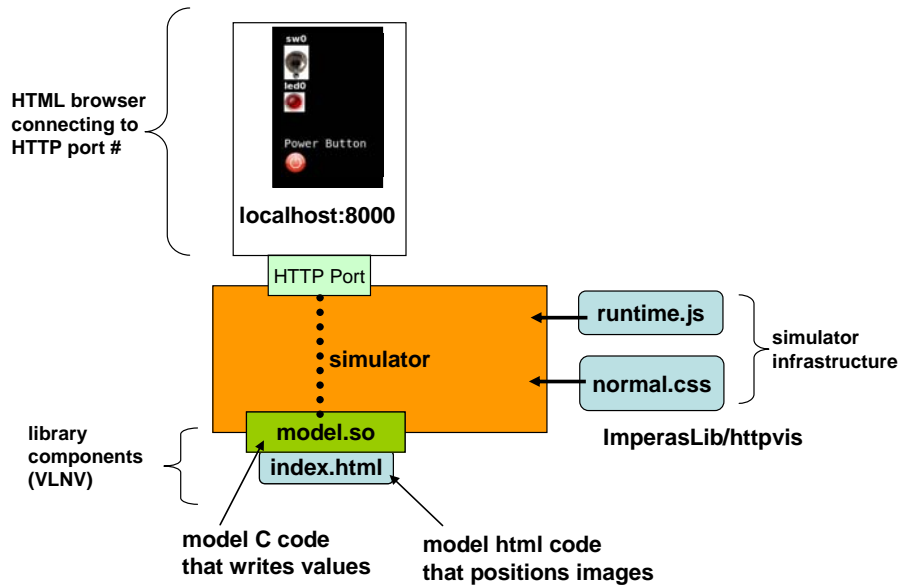 sw0
led0
Power Button
HTML browser
connecting to
HTTP port #
localhost:8000
HTTP Port
simulator
runtime.js
normal.css
simulator
infrastructure
ImperasLib/httpvis
library
components
(VLNV)
model.so
index.html
model C code
that writes values
model html code
that positions images